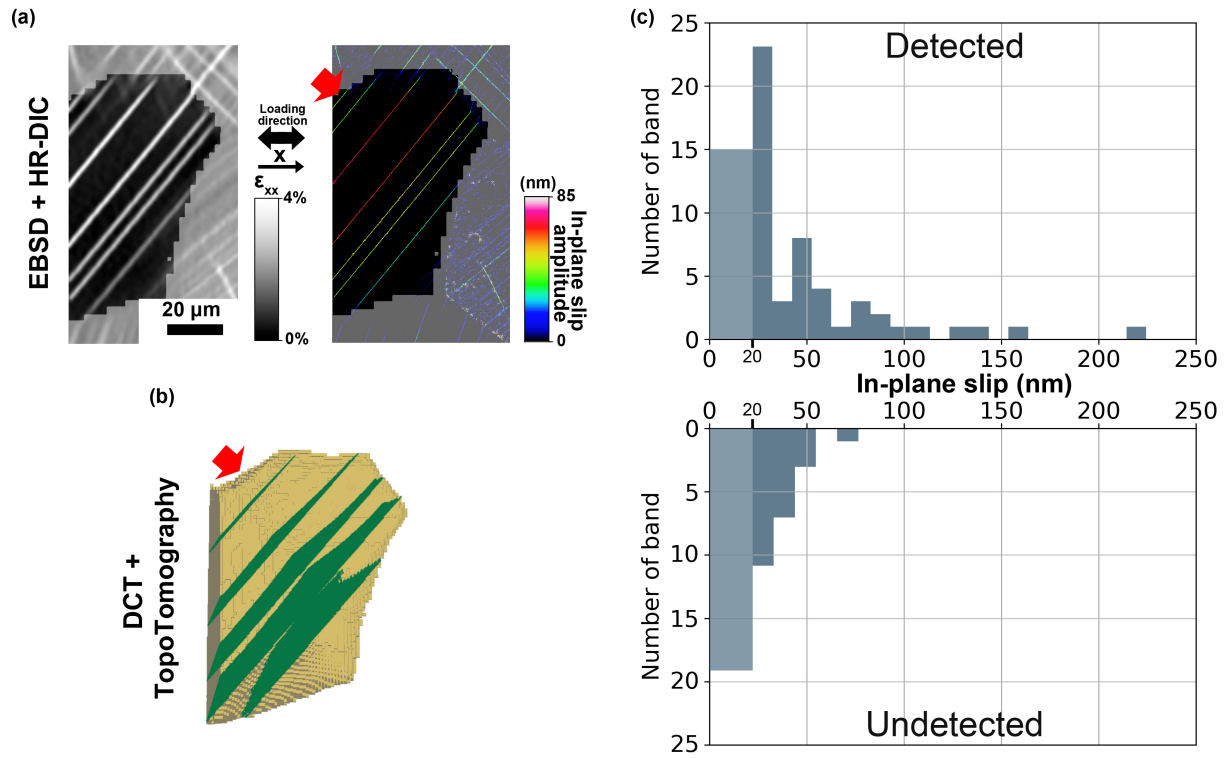 (a)
EBSD + HR-DIC
Loading
direction
X
εxx
4%
0%
20 µm
(nm)
85
In-plane slip
amplitude
0
(b)
DCT +
TopoTomography
(c)
Detected
Number of band
25
20
15
10
5
0
0 20 50 100 150 200 250
In-plane slip (nm)
0 20 50 100 150 200 250
Number of band
0
5
10
15
20
25
Undetected